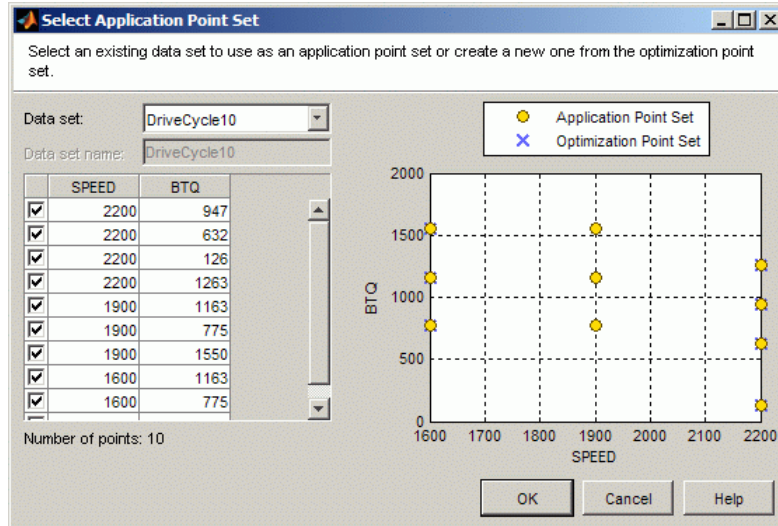 Select Application Point Set
Select an existing data set to use as an application point set or create a new one from the optimization point
set.
Data set: DriveCycle10
Data set name: DriveCycle10
SPEED BTQ
2200 947
2200 632
2200 126
2200 1263
1900 1163
1900 775
1900 1550
1600 1163
1600 775
Number of points: 10
Application Point Set
Optimization Point Set
2000
1500
1000
500
0
BTQ
1600 1700 1800 1900 2000 2100 2200
SPEED
OK Cancel Help